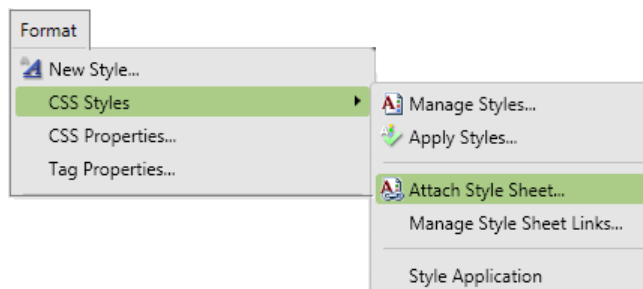 Format
New Style...
CSS Styles
CSS Properties...
Tag Properties...
Manage Styles...
Apply Styles...
Attach Style Sheet...
Manage Style Sheet Links...
Style Application